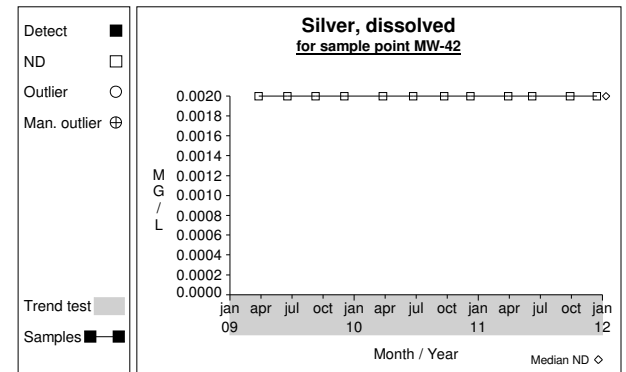 Detect
ND
Outlier
Man. outlier
Trend test
Samples
Silver, dissolved
for sample point MW-42
M
G
/
L
0.0020
0.0018
0.0016
0.0014
0.0012
0.0010
0.0008
0.0006
0.0004
0.0002
0.0000
jan apr jul oct jan apr jul oct jan apr jul oct jan
09 10 11 12
Month / Year
Median ND